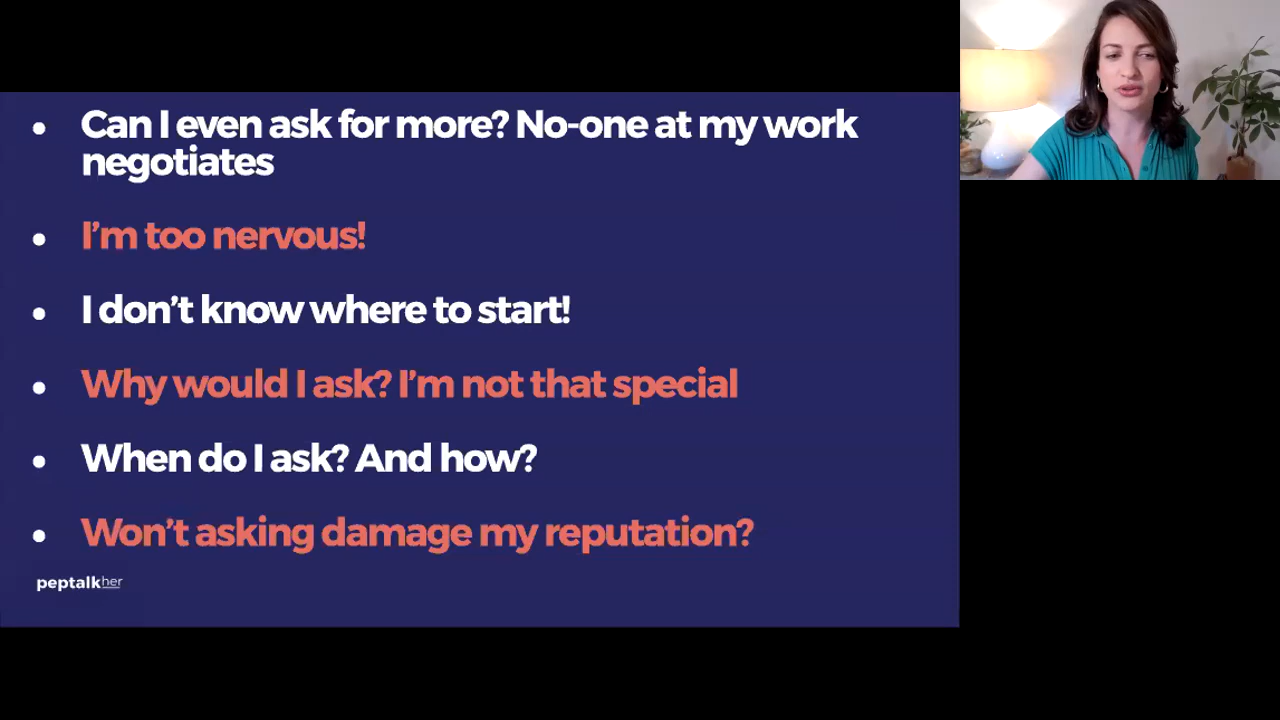 Can I even ask for more? No-one at my work
negotiates
I’m too nervous!
I don’t know where to start!
Why would I ask? I’m not that special
When do I ask? And how?
Won’t asking damage my reputation?
peptalkher